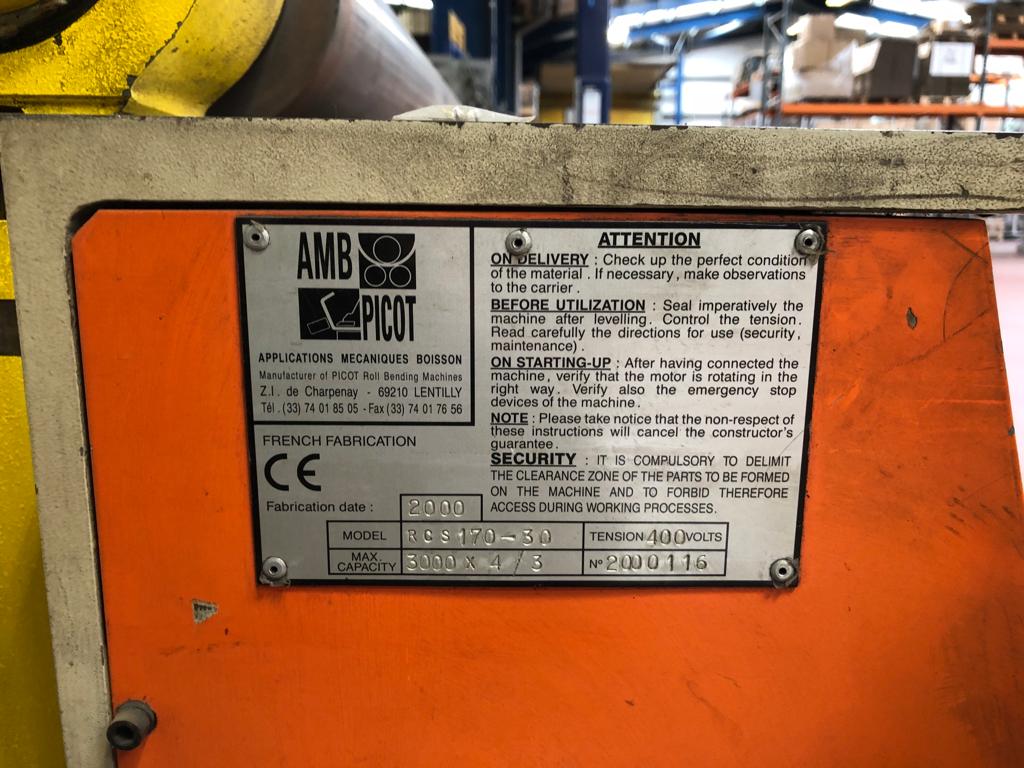 AMB
PICOT
APPLICATIONS MECANIQUES BOISSON
Manufacturer of PICOT Roll Bending Machines
Z.I. de Charpenay - 69210 LENTILLY
Tél. (33) 74 01 85 05 - Fax (33) 74 01 76 56
FRENCH FABRICATION
CE
Fabrication date : 2000
ATTENTION
ON DELIVERY : Check up the perfect condition
of the material. If necessary, make observations
to the carrier.
BEFORE UTILIZATION : Seal imperatively the
machine after levelling. Control the tension.
Read carefully the directions for use (security,
maintenance).
ON STARTING-UP : After having connected the
machine, verify that the motor is rotating in the
right way. Verify also the emergency stop
devices of the machine.
NOTE : Please take notice that the non-respect of
these instructions will cancel the constructor's
guarantee.
SECURITY : IT IS COMPULSORY TO DELIMIT
THE CLEARANCE ZONE OF THE PARTS TO BE FORMED
ON THE MACHINE AND TO FORBID THEREFORE
ACCESS DURING WORKING PROCESSES.
MODEL RCS170-30 TENSION 400 VOLTS
MAX. CAPACITY 3000 X 4/3 Nº 2000116